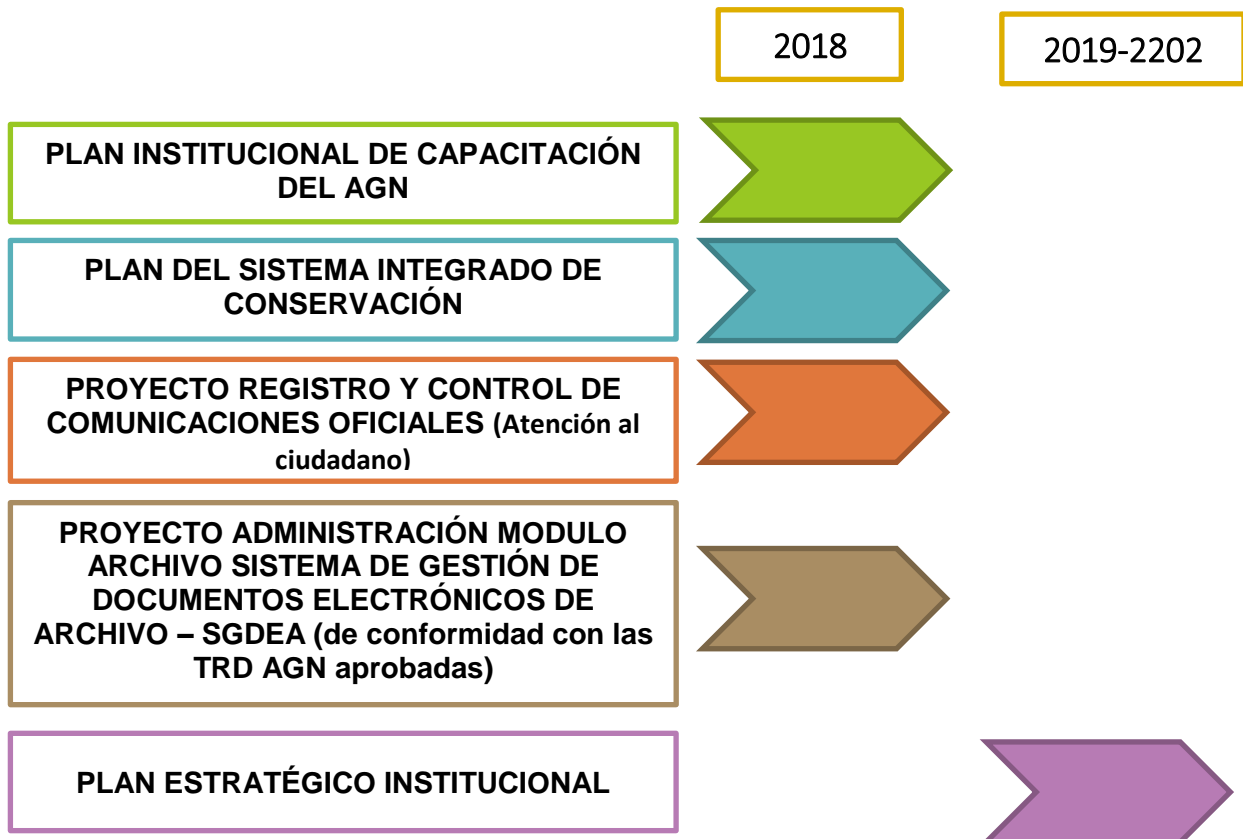 2018
2019-2202
PLAN INSTITUCIONAL DE CAPACITACIÓN
DEL AGN
PLAN DEL SISTEMA INTEGRADO DE
CONSERVACIÓN
PROYECTO REGISTRO Y CONTROL DE
COMUNICACIONES OFICIALES (Atención al
ciudadano)
PROYECTO ADMINISTRACIÓN MODULO
ARCHIVO SISTEMA DE GESTIÓN DE
DOCUMENTOS ELECTRÓNICOS DE
ARCHIVO – SGDEA (de conformidad con las
TRD AGN aprobadas)
PLAN ESTRATÉGICO INSTITUCIONAL